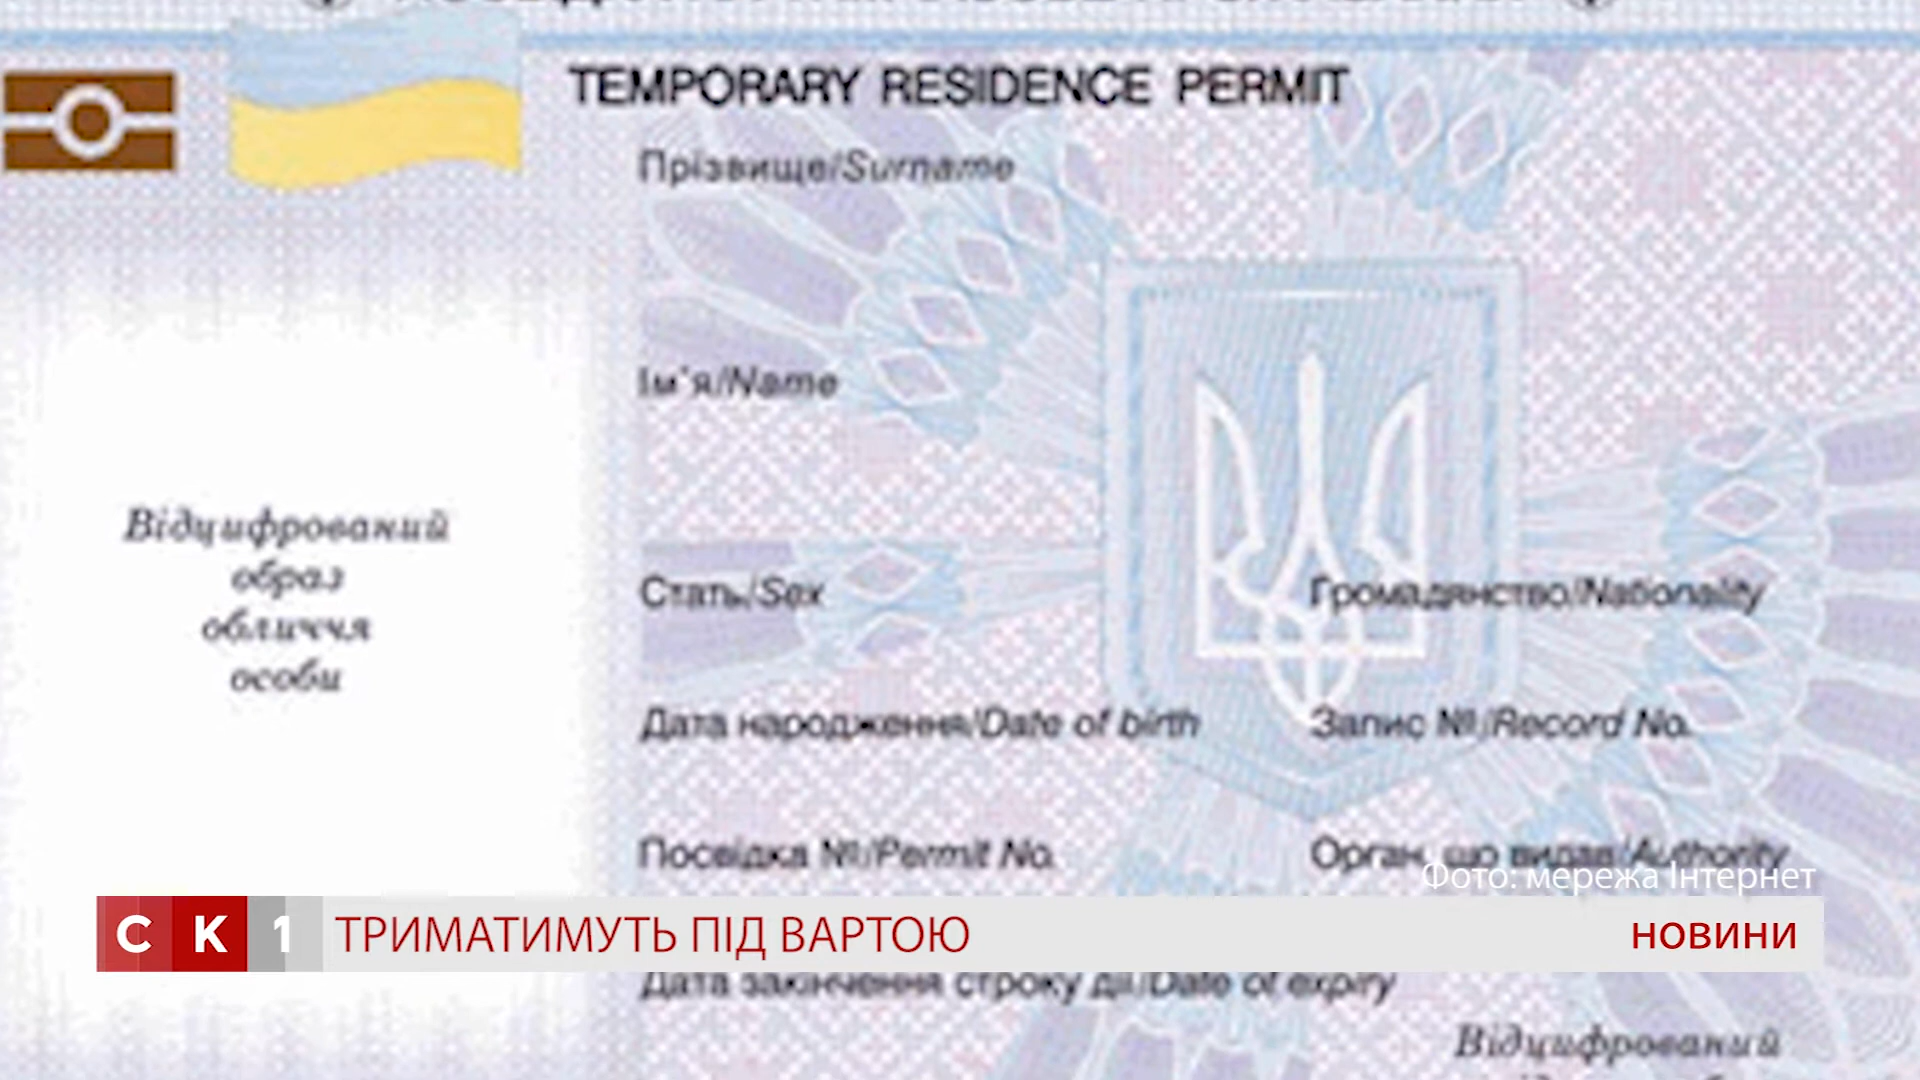 TEMPORARY RESIDENCE PERMIT
Прізвище/Surname
Ім'я/Name
Відцифрований
образ
обличчя
особи
Стать/Sex
Громадянство/Nationality
Дата народження/Date of birth
Запис №/Record No.
Посвідка №/Permit No.
Орган, що видав/Authority
Фото: мережа Інтернет
СК1 ТРИМАТИМУТЬ ПІД ВАРТОЮ
НОВИНИ
Дата закінчення строку дії/Date of expiry
Відцифрований